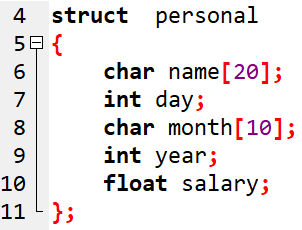 4 struct  personal
5 {
6     char name[20];
7     int day;
8     char month[10];
9     int year;
10     float salary;
11 };